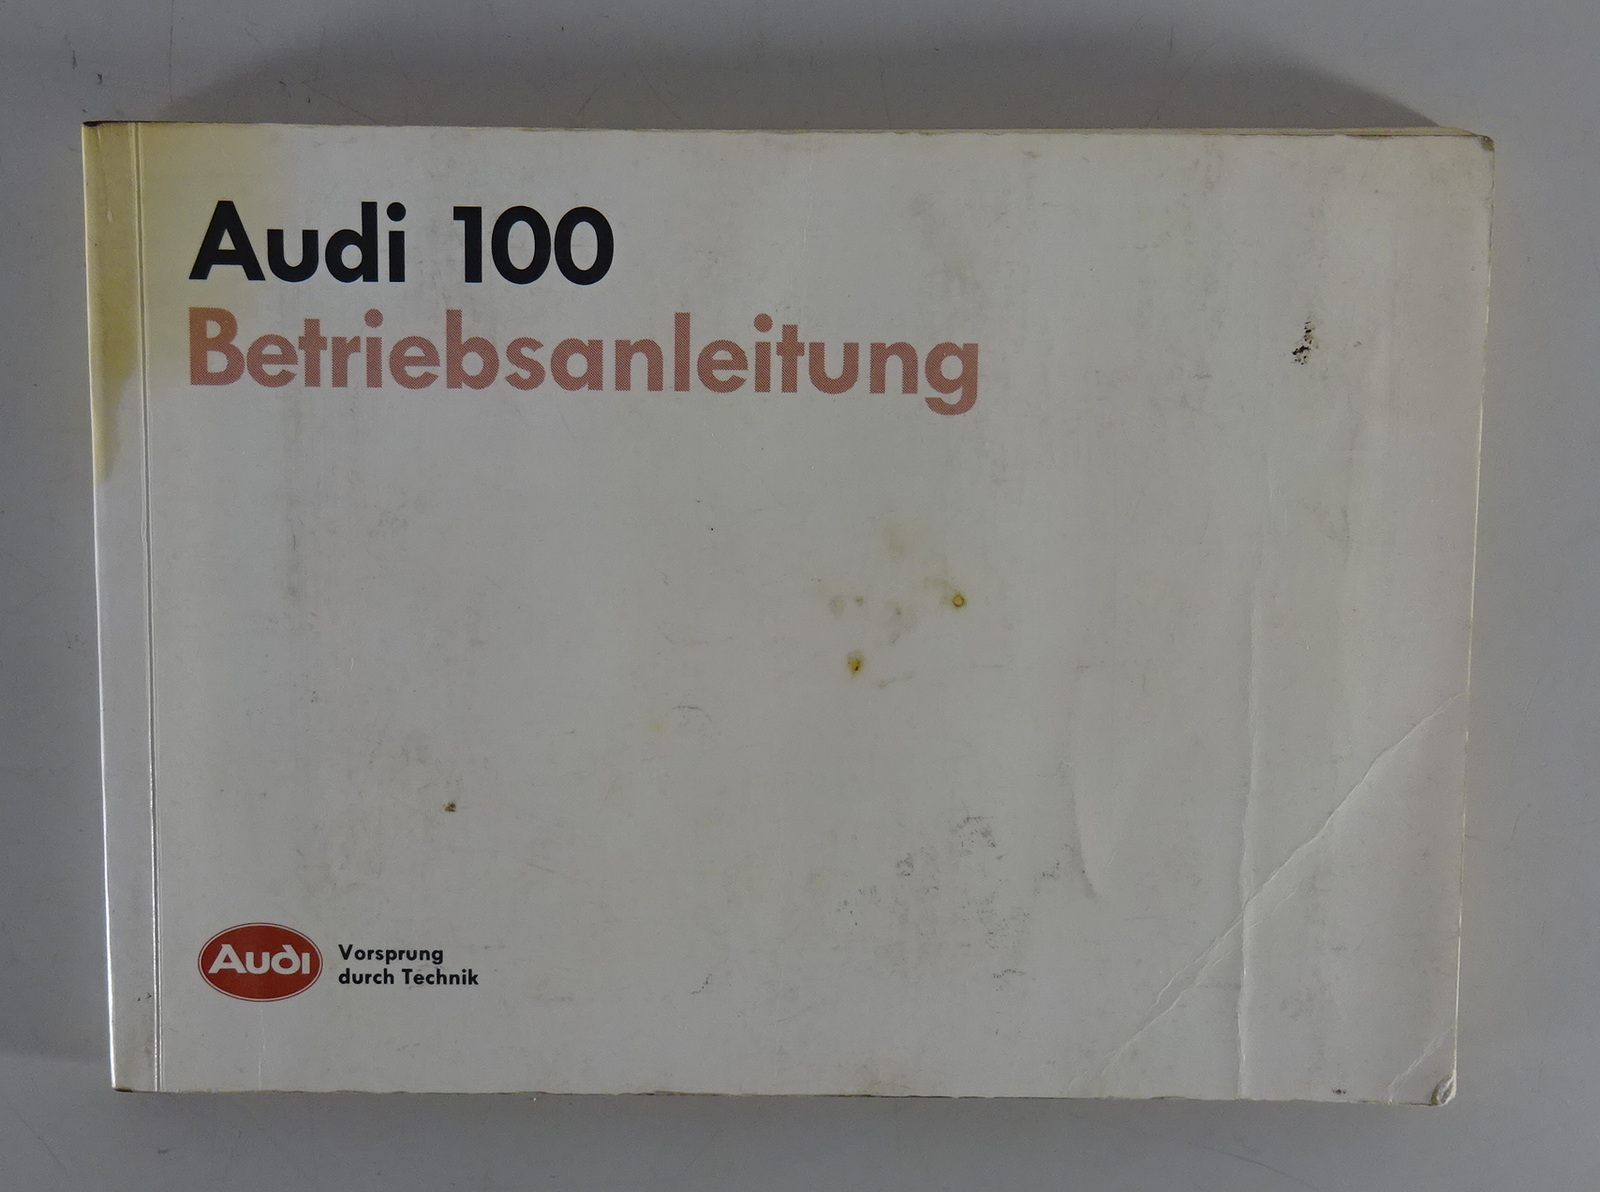 Audi 100
Betriebsanleitung
Audi
Vorsprung
durch Technik